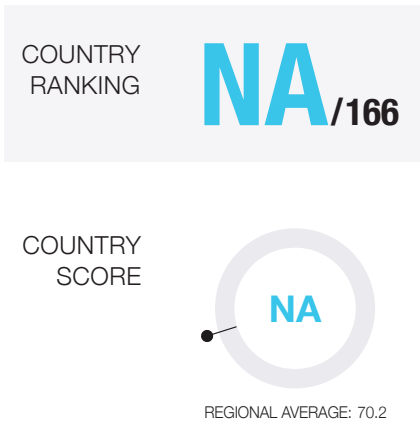 COUNTRY
RANKING
NA/166
COUNTRY
SCORE
NA
REGIONAL AVERAGE: 70.2